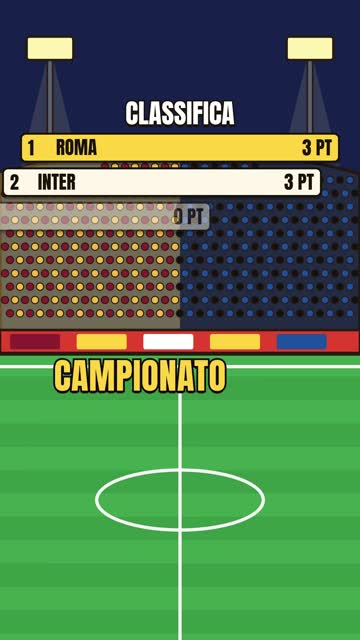 CLASSIFICA
1 ROMA 3 PT
2 INTER 3 PT
0 PT
CAMPIONATO